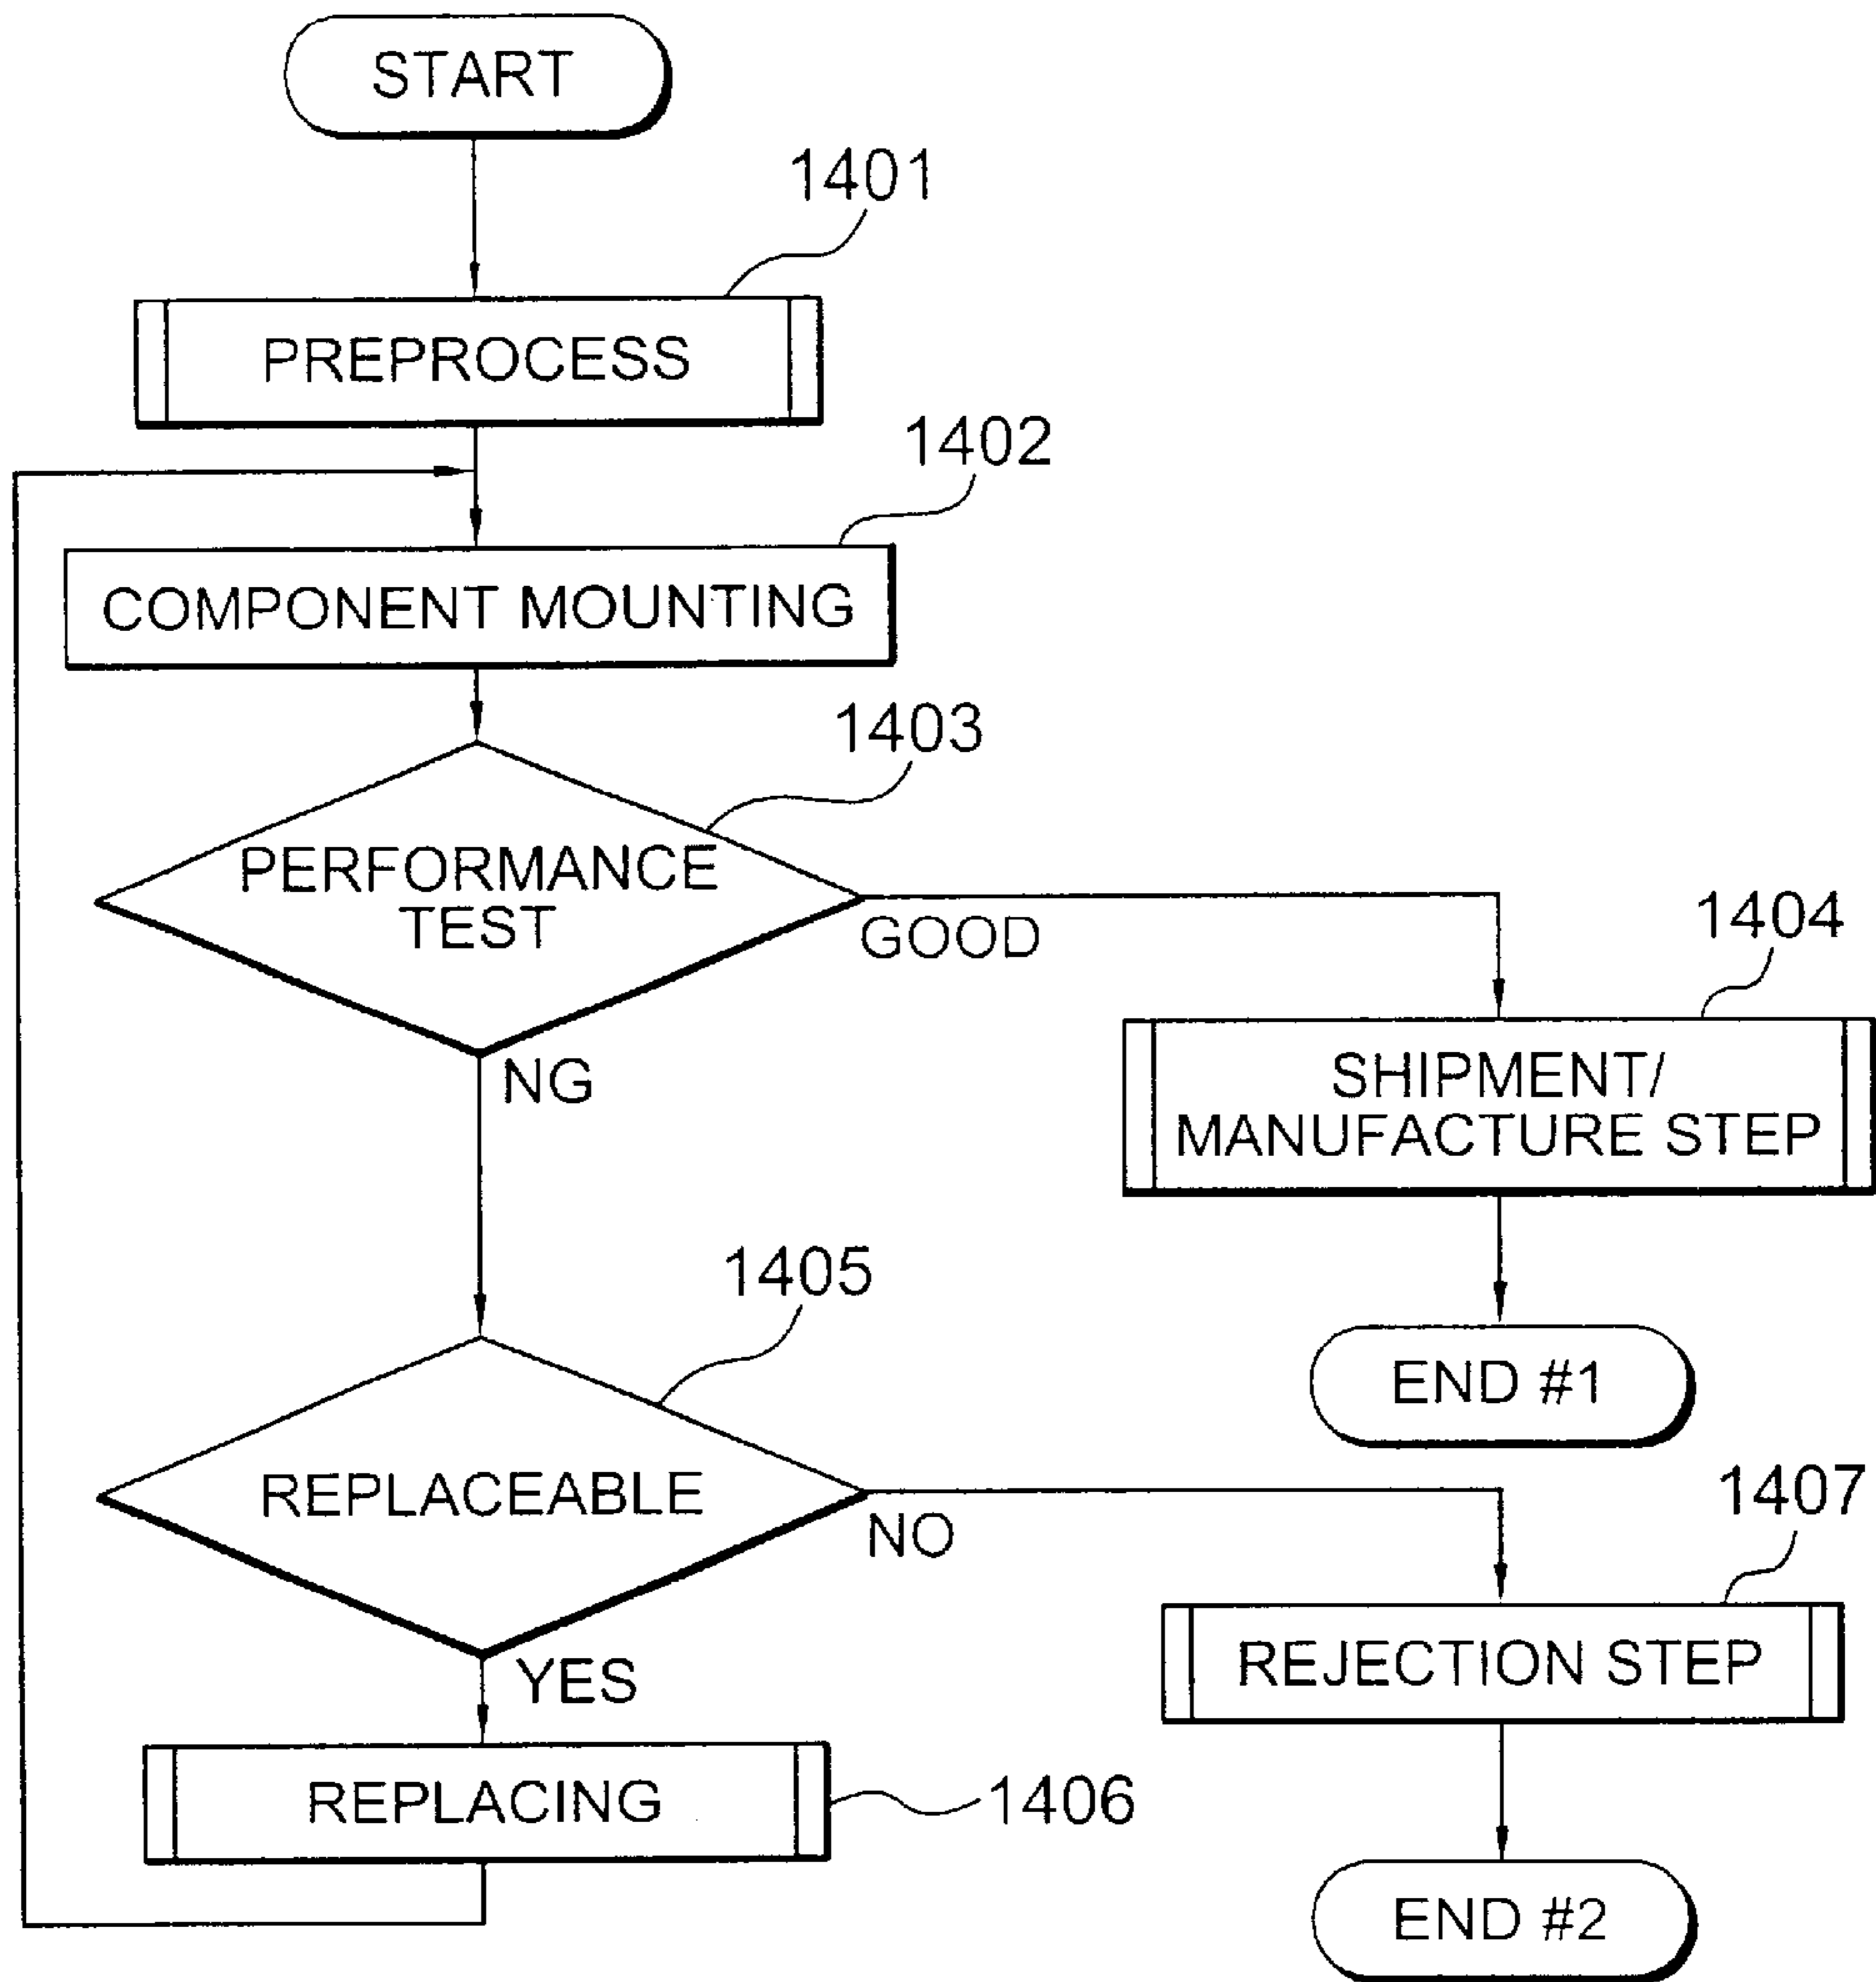 START
1401
PREPROCESS
1402
COMPONENT MOUNTING
1403
PERFORMANCE
TEST
GOOD
1404
NG
SHIPMENT/
MANUFACTURE STEP
1405
END #1
REPLACEABLE
1407
NO
REJECTION STEP
YES
REPLACING
1406
END #2